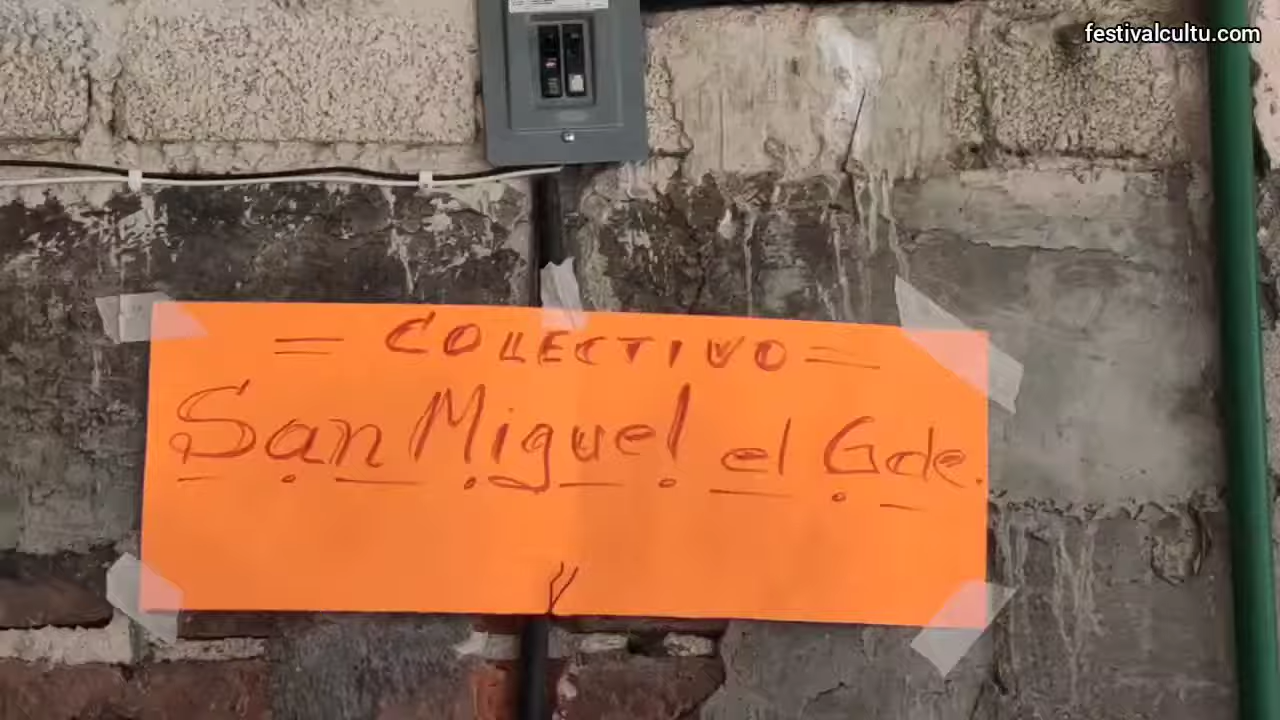 festivalcultu.com
= COLECTIVO =
San Miguel el Gde.